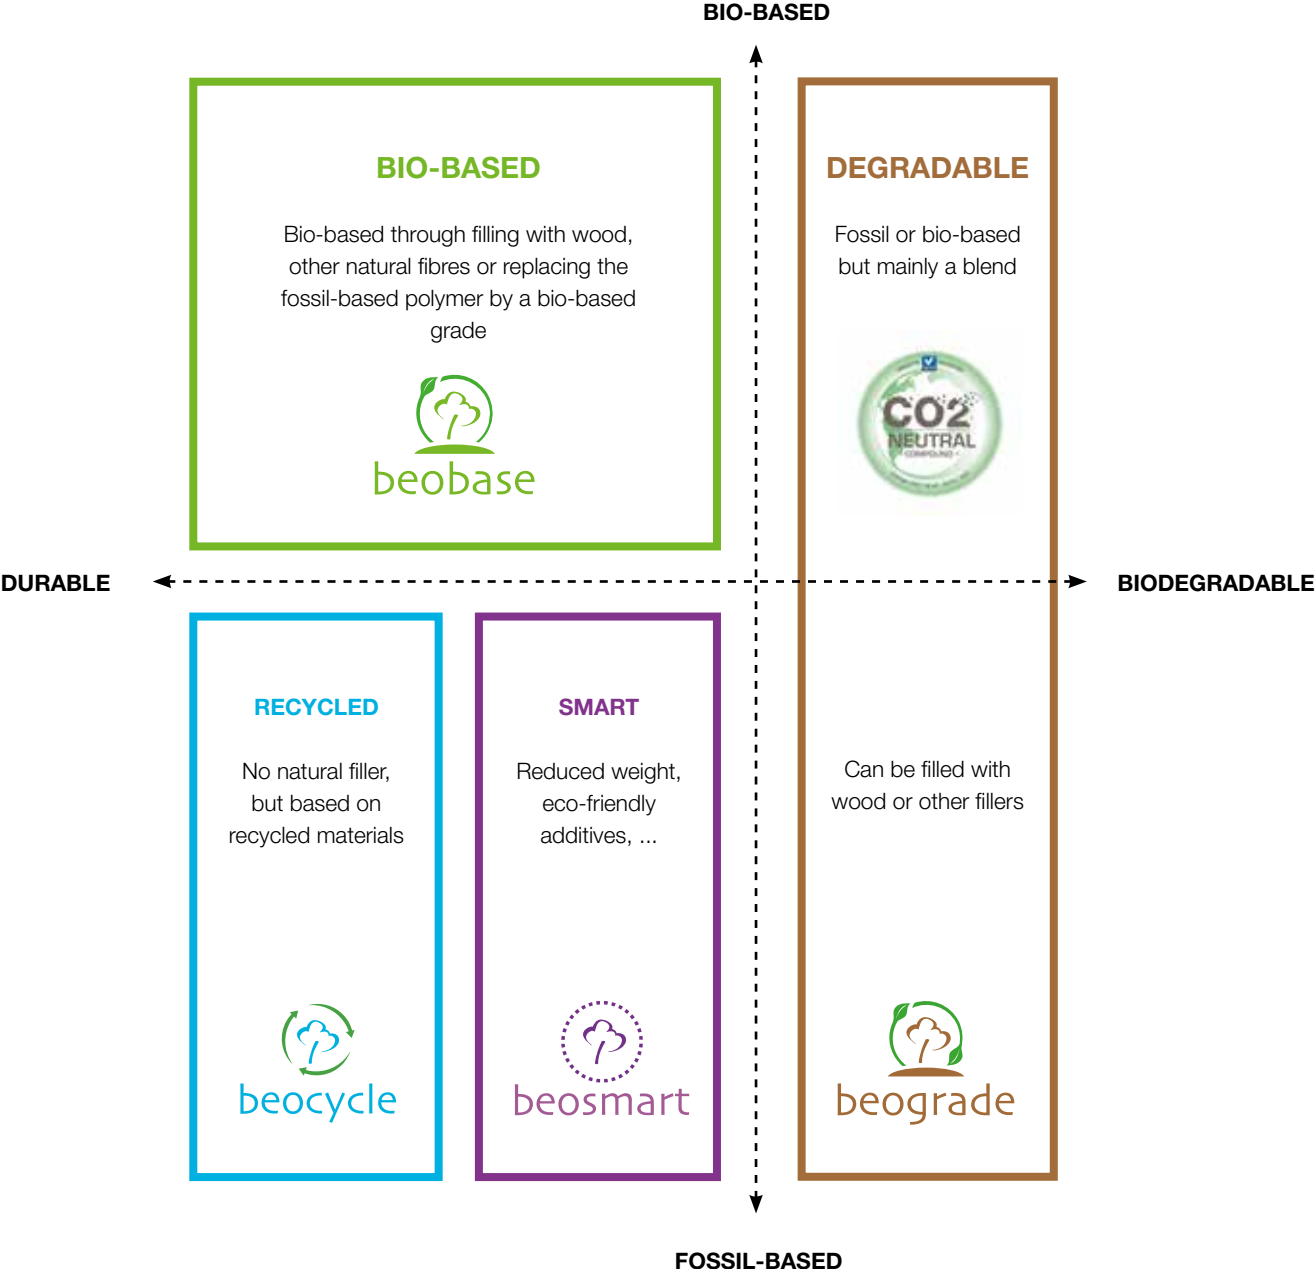 BIO-BASED
BIO-BASED
Bio-based through filling with wood,
other natural fibres or replacing the
fossil-based polymer by a bio-based
grade
beobase
DEGRADABLE
Fossil or bio-based
but mainly a blend
CO2
NEUTRAL
COMPOUND
DURABLE
BIODEGRADABLE
RECYCLED
No natural filler,
but based on
recycled materials
beocycle
SMART
Reduced weight,
eco-friendly
additives, ...
beosmart
Can be filled with
wood or other fillers
beograde
FOSSIL-BASED